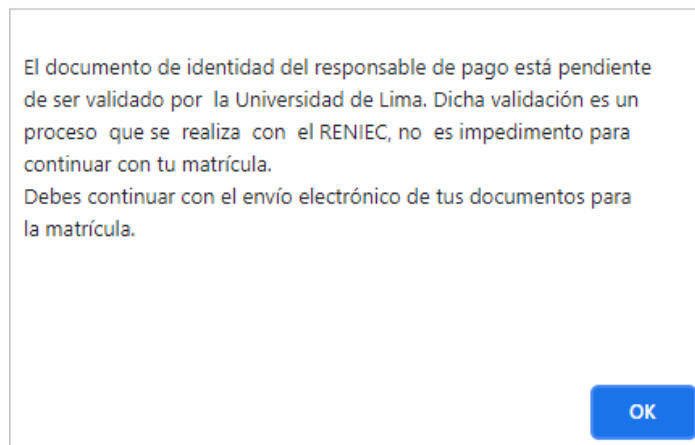 El documento de identidad del responsable de pago está pendiente
de ser validado por la Universidad de Lima. Dicha validación es un
proceso que se realiza con el RENIEC, no es impedimento para
continuar con tu matrícula.
Debes continuar con el envío electrónico de tus documentos para
la matrícula.
OK